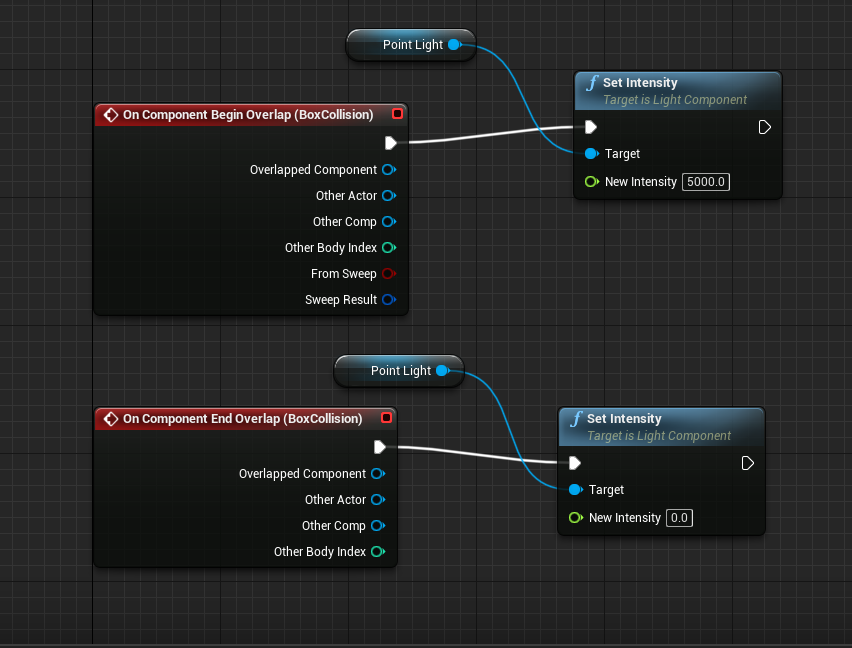 Point Light
Set Intensity
Target is Light Component
On Component Begin Overlap (BoxCollision)
Target
Overlapped Component
New Intensity 5000.0
Other Actor
Other Comp
Other Body Index
From Sweep
Sweep Result
Point Light
On Component End Overlap (BoxCollision)
Set Intensity
Target is Light Component
Overlapped Component
Target
Other Actor
New Intensity 0.0
Other Comp
Other Body Index